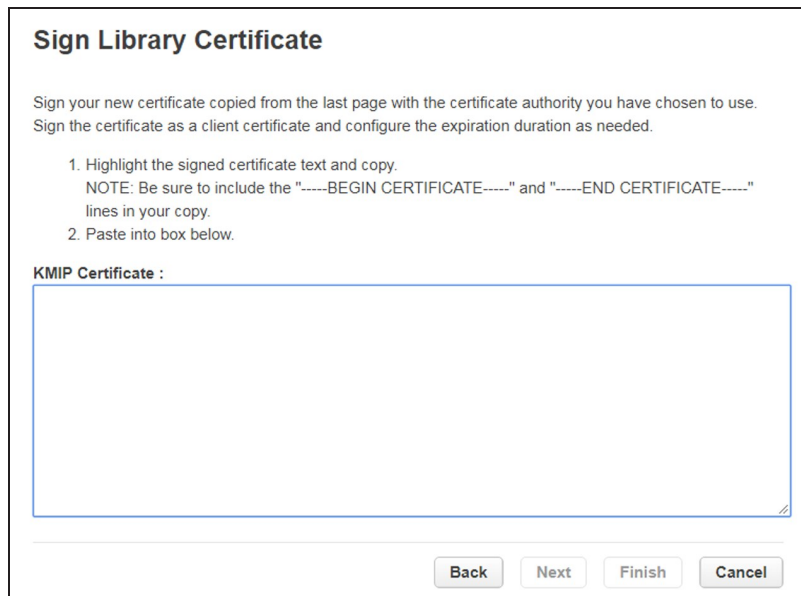 Sign Library Certificate
Sign your new certificate copied from the last page with the certificate authority you have chosen to use.
Sign the certificate as a client certificate and configure the expiration duration as needed.
1. Highlight the signed certificate text and copy.
NOTE: Be sure to include the "-----BEGIN CERTIFICATE-----" and "-----END CERTIFICATE-----"
lines in your copy.
2. Paste into box below.
KMIP Certificate :
Back Next Finish Cancel